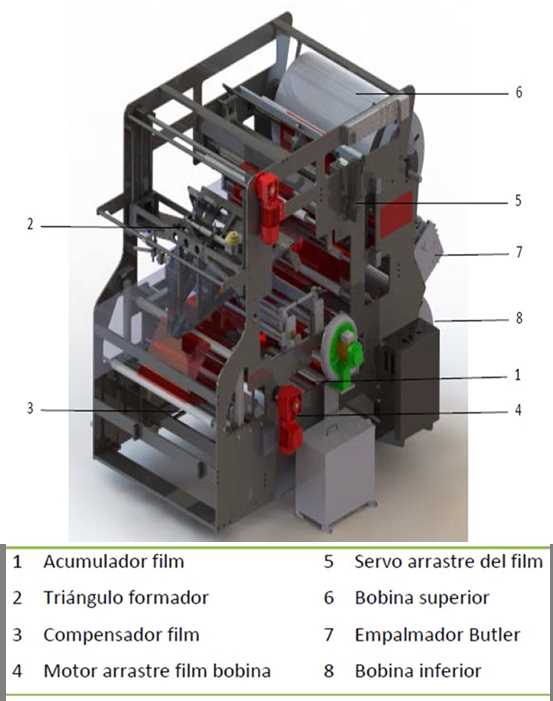 6
5
2
7
8
1
3
4
1 Acumulador film
2 Triángulo formador
3 Compensador film
4 Motor arrastre film bobina
5 Servo arrastre del film
6 Bobina superior
7 Empalmador Butler
8 Bobina inferior